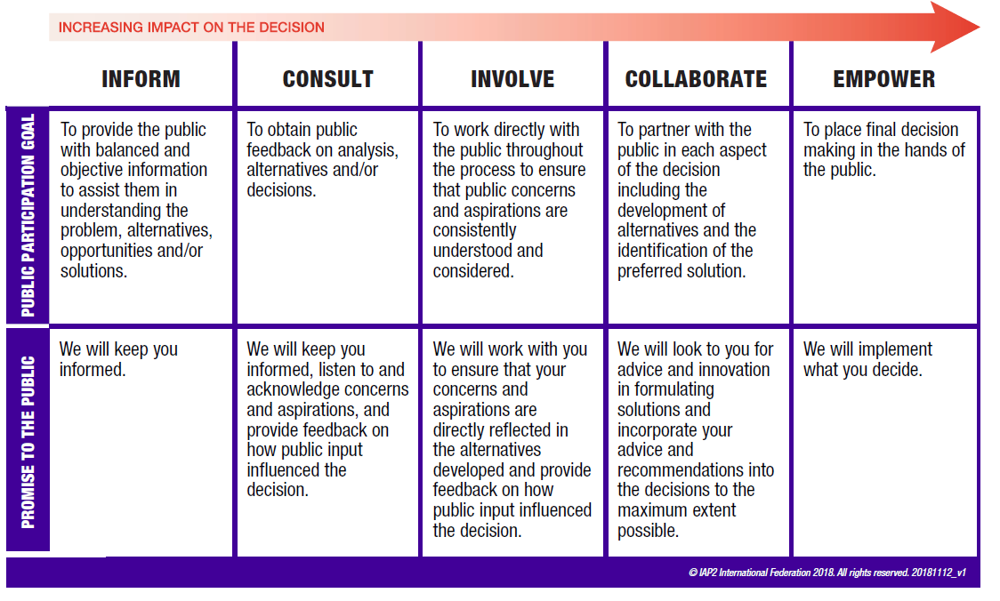 INCREASING IMPACT ON THE DECISION
INFORM
CONSULT
INVOLVE
COLLABORATE
EMPOWER
PUBLIC PARTICIPATION GOAL
To provide the public
with balanced and
objective information
to assist them in
understanding the
problem, alternatives,
opportunities and/or
solutions.
To obtain public
feedback on analysis,
alternatives and/or
decisions.
To work directly with
the public throughout
the process to ensure
that public concerns
and aspirations are
consistently
understood and
considered.
To partner with the
public in each aspect
of the decision
including the
development of
alternatives and the
identification of the
preferred solution.
To place final decision
making in the hands of
the public.
PROMISE TO THE PUBLIC
We will keep you
informed.
We will keep you
informed, listen to and
acknowledge concerns
and aspirations, and
provide feedback on
how public input
influenced the
decision.
We will work with you
to ensure that your
concerns and
aspirations are
directly reflected in
the alternatives
developed and provide
feedback on how
public input influenced
the decision.
We will look to you for
advice and innovation
in formulating
solutions and
incorporate your
advice and
recommendations into
the decisions to the
maximum extent
possible.
We will implement
what you decide.
© IAP2 International Federation 2018. All rights reserved. 20181112_v1